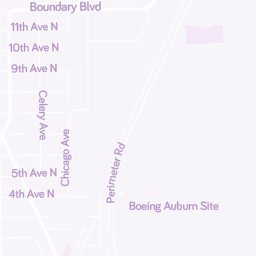 Boundary Blvd
11th Ave N
10th Ave N
9th Ave N
Celery Ave
Chicago Ave
Perimeter Rd
5th Ave N
4th Ave N
Boeing Auburn Site